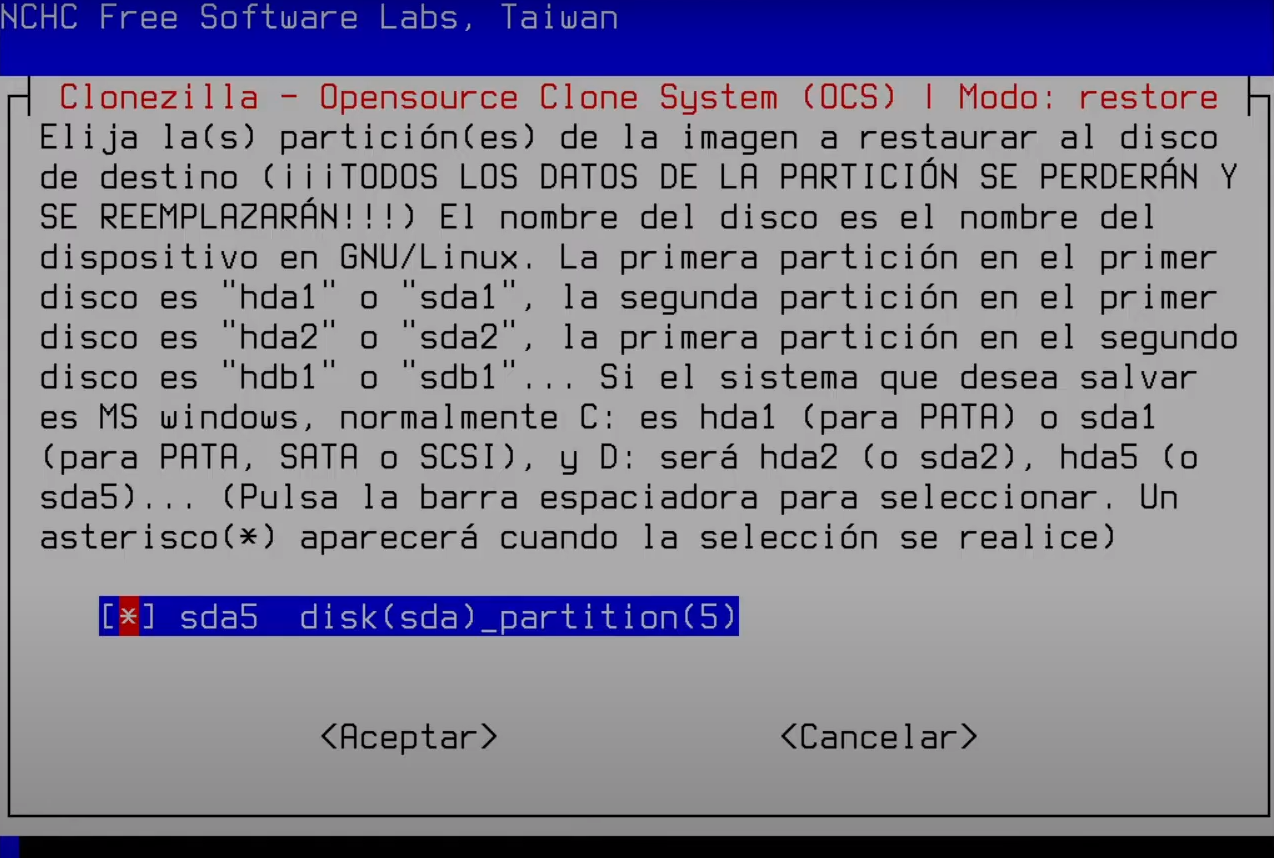 NCHC Free Software Labs, Taiwan
Clonezilla - Opensource Clone System (OCS) | Modo: restore
Elija la(s) partición(es) de la imagen a restaurar al disco
de destino (¡¡¡TODOS LOS DATOS DE LA PARTICIÓN SE PERDERÁN Y
SE REEMPLAZARÁN!!!) El nombre del disco es el nombre del
dispositivo en GNU/Linux. La primera partición en el primer
disco es "hda1" o "sda1", la segunda partición en el primer
disco es "hda2" o "sda2", la primera partición en el segundo
disco es "hdb1" o "sdb1"... Si el sistema que desea salvar
es MS windows, normalmente C: es hda1 (para PATA) o sda1
(para PATA, SATA o SCSI), y D: será hda2 (o sda2), hda5 (o
sda5)... (Pulsa la barra espaciadora para seleccionar. Un
asterisco(*) aparecerá cuando la selección se realice)
[*] sda5  disk(sda)_partition(5)
<Aceptar> <Cancelar>